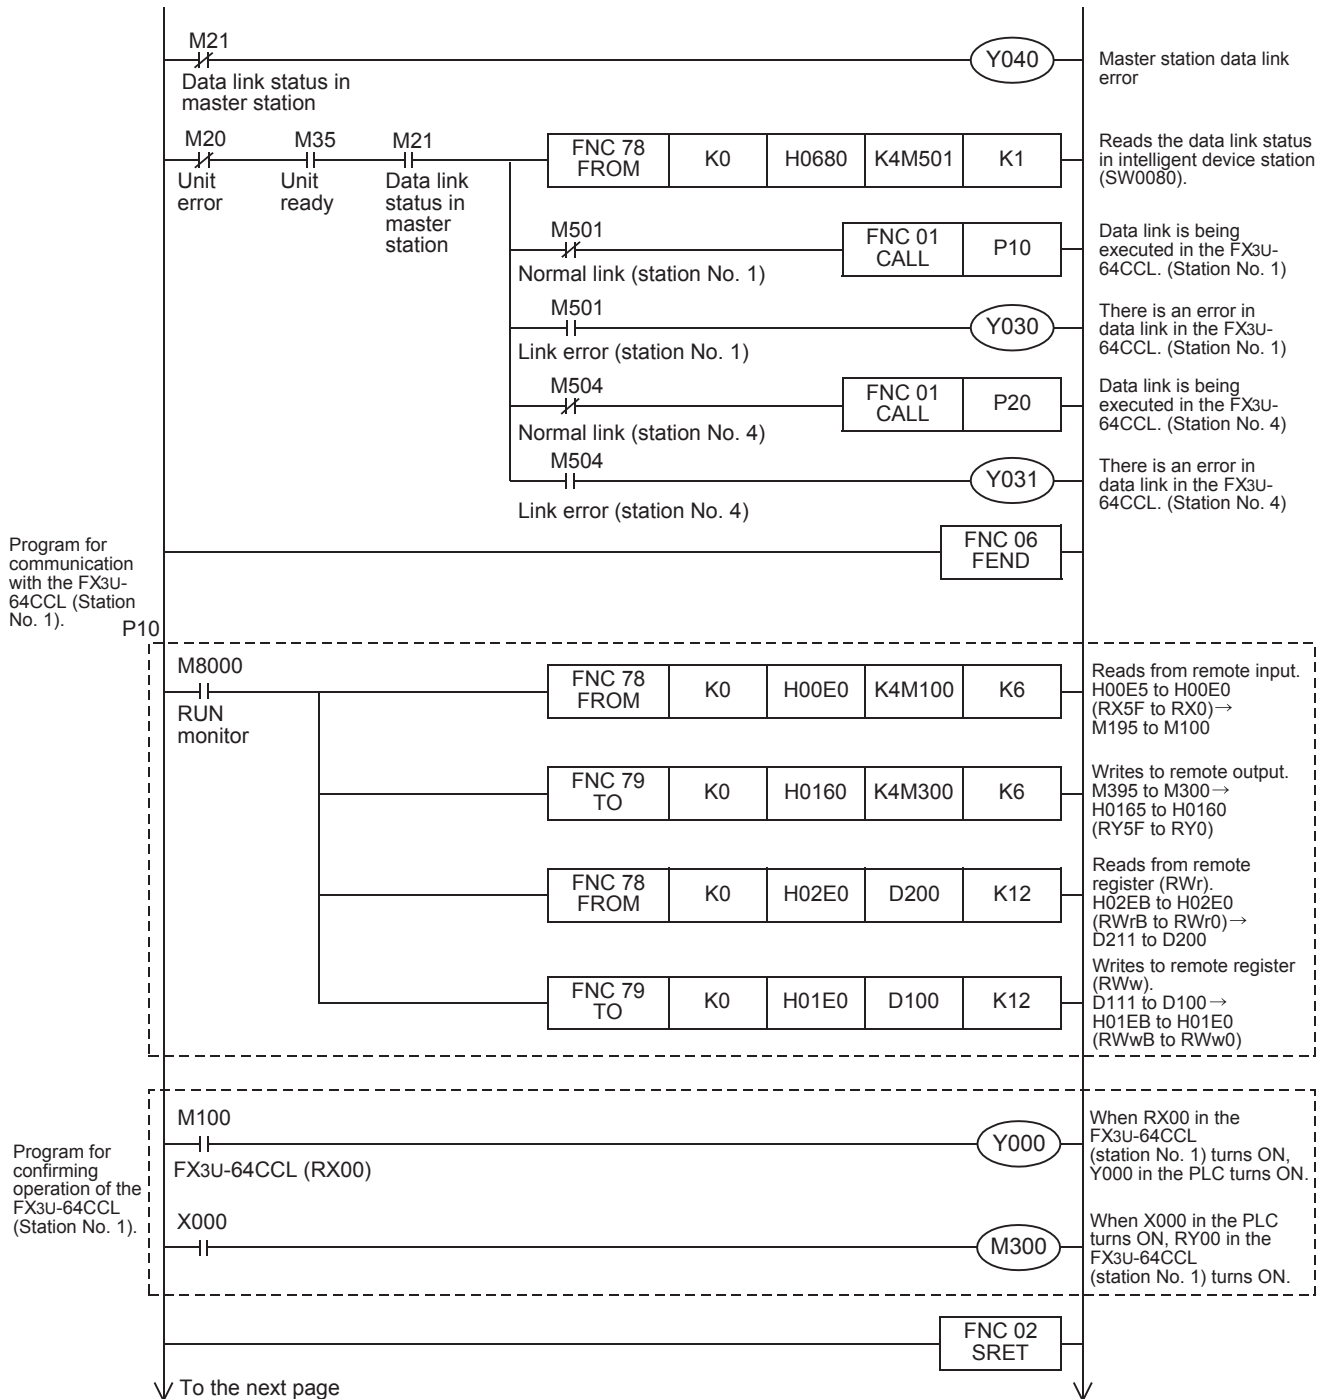 M21
Data link status in
master station
Y040
Master station data link
error
M20
Unit
error
M35
Unit
ready
M21
Data link
status in
master
station
FNC 78
FROM
K0
H0680
K4M501
K1
Reads the data link status
in intelligent device station
(SW0080).
M501
Normal link (station No. 1)
FNC 01
CALL
P10
Data link is being
executed in the FX3U-
64CCL. (Station No. 1)
M501
Link error (station No. 1)
Y030
There is an error in
data link in the FX3U-
64CCL. (Station No. 1)
M504
Normal link (station No. 4)
FNC 01
CALL
P20
Data link is being
executed in the FX3U-
64CCL. (Station No. 4)
M504
Link error (station No. 4)
Y031
There is an error in
data link in the FX3U-
64CCL. (Station No. 4)
FNC 06
FEND
Program for
communication
with the FX3U-
64CCL (Station
No. 1).
P10
M8000
RUN
monitor
FNC 78
FROM
K0
H00E0
K4M100
K6
Reads from remote input.
H00E5 to H00E0
(RX5F to RX0)→
M195 to M100
FNC 79
TO
K0
H0160
K4M300
K6
Writes to remote output.
M395 to M300→
H0165 to H0160
(RY5F to RY0)
FNC 78
FROM
K0
H02E0
D200
K12
Reads from remote
register (RWr).
H02EB to H02E0
(RWrB to RWr0)→
D211 to D200
FNC 79
TO
K0
H01E0
D100
K12
Writes to remote register
(RWw).
D111 to D100→
H01EB to H01E0
(RWwB to RWw0)
Program for
confirming
operation of the
FX3U-64CCL
(Station No. 1).
M100
FX3U-64CCL (RX00)
Y000
When RX00 in the
FX3U-64CCL
(station No. 1) turns ON,
Y000 in the PLC turns ON.
X000
M300
When X000 in the PLC
turns ON, RY00 in the
FX3U-64CCL
(station No. 1) turns ON.
FNC 02
SRET
To the next page